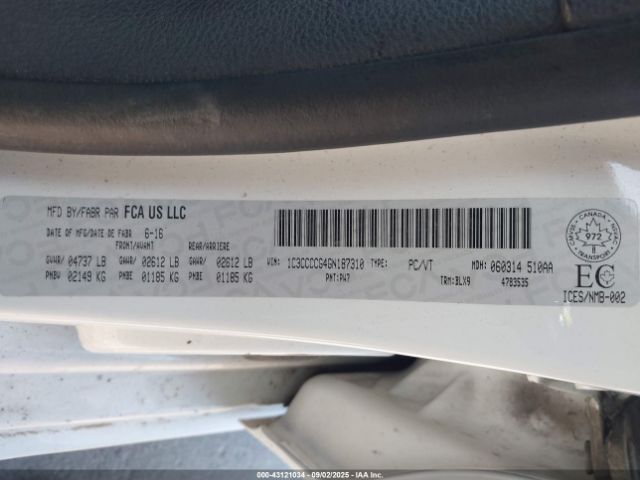 MFD BY/FABR PAR FCA US LLC
DATE OF MFG/DATE DE FABR 6-16
FRONT/AVANT REAR/ARRIERE
GVWR/ 04737 LB GAWR/ 02612 LB GAWR/ 02612 LB
PNBV 02149 KG PNBE 01185 KG PNBE 01185 KG
VIN: 1C3CCCCG4GN187310 TYPE: PC/VT MDH: 060314 510AA
PNT:PW7 TRM:BLX9 4783535
CANADA
972
TRANSPORT
EC
ICES/NMB-002
000-43121034 09/02/2025 IAA Holdings, LLC